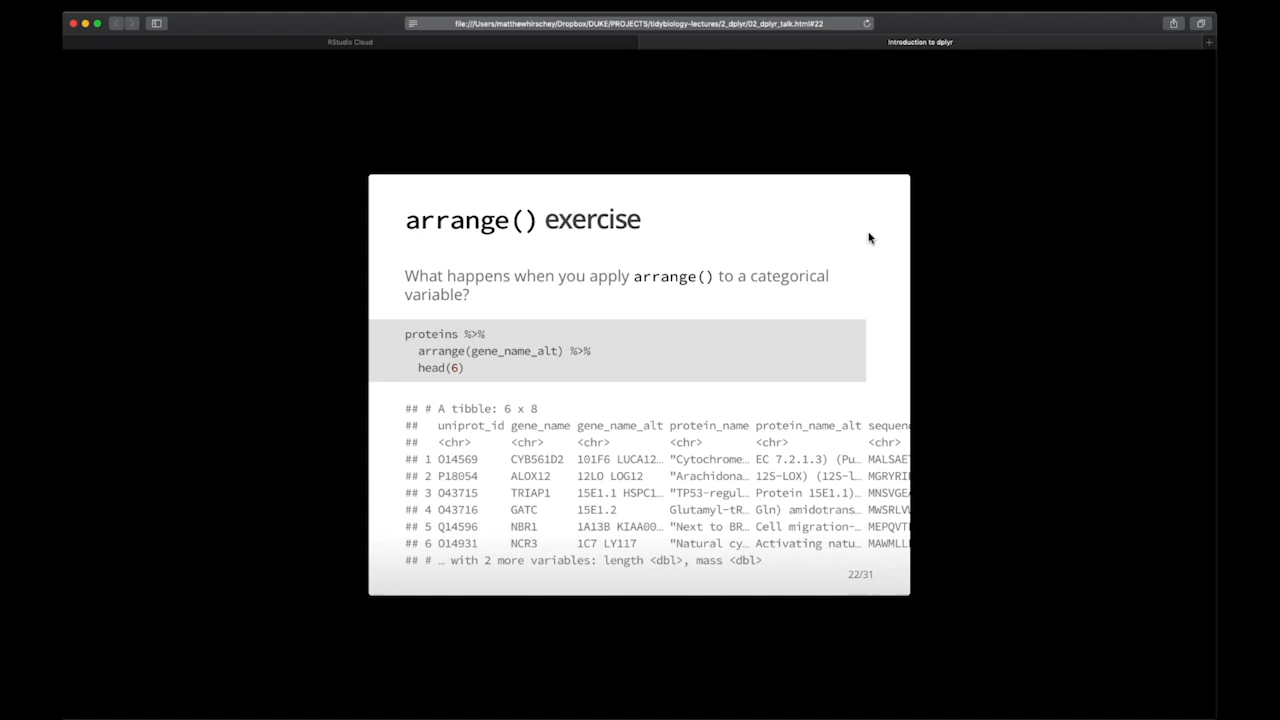 file:///Users/matthewhirschey/Dropbox/DUKE/PROJECTS/tidybiology-lectures/2_dplyr/02_dplyr_talk.html#22
RStudio Cloud
Introduction to dplyr
arrange() exercise
What happens when you apply arrange() to a categorical
variable?
proteins %>%
arrange(gene_name_alt) %>%
head(6)
## # A tibble: 6 x 8
## uniprot_id gene_name gene_name_alt protein_name protein_name_alt sequenc
## <chr> <chr> <chr> <chr> <chr> <chr>
## 1 O14569 CYB561D2 101F6 LUCA12… "Cytochrome… EC 7.2.1.3) (Pu… MALSAET
## 2 P18054 ALOX12 12LO LOG12 "Arachidona… 12S-LOX) (12S-l… MGRYRI
## 3 O43715 TRIAP1 15E1.1 HSPC1… "TP53-regul… Protein 15E1.1)… MNSVGEA
## 4 O43716 GATC 15E1.2 Glutamyl-tR… Gln) amidotrans… MWSRLV
## 5 Q14596 NBR1 1A13B KIAA00… "Next to BR… Cell migration-… MEPQVT
## 6 O14931 NCR3 1C7 LY117 "Natural cy… Activating natu… MAWMLL
## # … with 2 more variables: length <dbl>, mass <dbl>
22/31